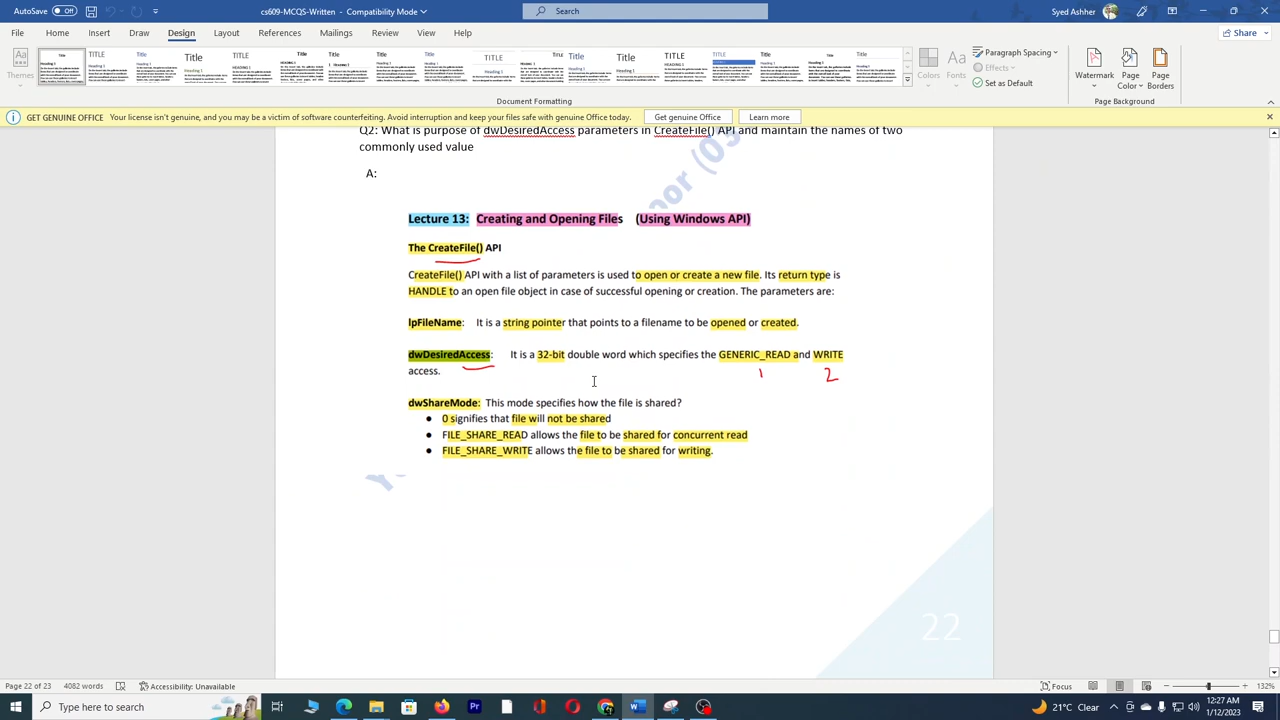 AutoSave Off
cs609-MCQS-Written - Compatibility Mode
Search
Syed Ashher
File Home Insert Draw Design Layout References Mailings Review View Help
Share
Themes
Colors
Fonts
Paragraph Spacing
Effects
Set as Default
Watermark
Page Color
Page Borders
Document Formatting
Page Background
GET GENUINE OFFICE Your license isn't genuine, and you may be a victim of software counterfeiting. Avoid interruption and keep your files safe with genuine Office today. Get genuine Office Learn more
Q2: What is purpose of dwDesiredAccess parameters in CreateFile() API and maintain the names of two
commonly used value
A:
Lecture 13: Creating and Opening Files (Using Windows API)
The CreateFile() API
CreateFile() API with a list of parameters is used to open or create a new file. Its return type is
HANDLE to an open file object in case of successful opening or creation. The parameters are:
lpFileName: It is a string pointer that points to a filename to be opened or created.
dwDesiredAccess: It is a 32-bit double word which specifies the GENERIC_READ and WRITE
access.
1 2
dwShareMode: This mode specifies how the file is shared?
● 0 signifies that file will not be shared
● FILE_SHARE_READ allows the file to be shared for concurrent read
● FILE_SHARE_WRITE allows the file to be shared for writing.
22
Page 22 of 23 4082 words Accessibility: Unavailable Focus 132%
Type here to search
21°C Clear
12:27 AM
1/12/2023